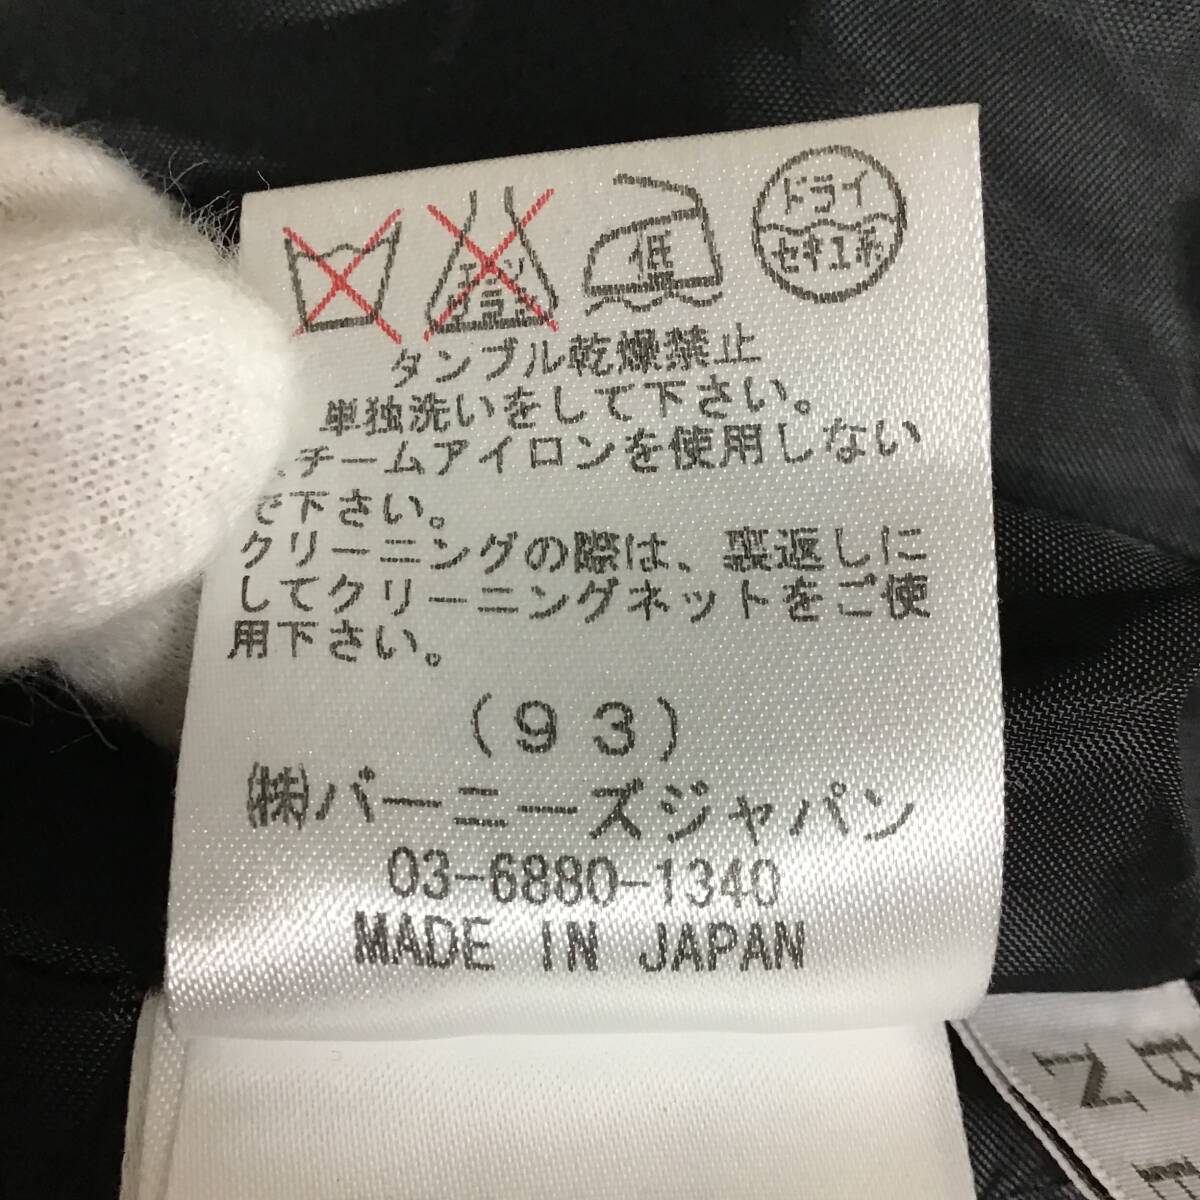 エンソ
サラシ
低
ドライ
セキユ系
タンブル乾燥禁止
単独洗いをして下さい。
スチームアイロンを使用しない
で下さい。
クリーニングの際は、裏返しに
してクリーニングネットをご使
用下さい。
(93)
㈱バーニーズジャパン
03-6880-1340
MADE IN JAPAN
B
N